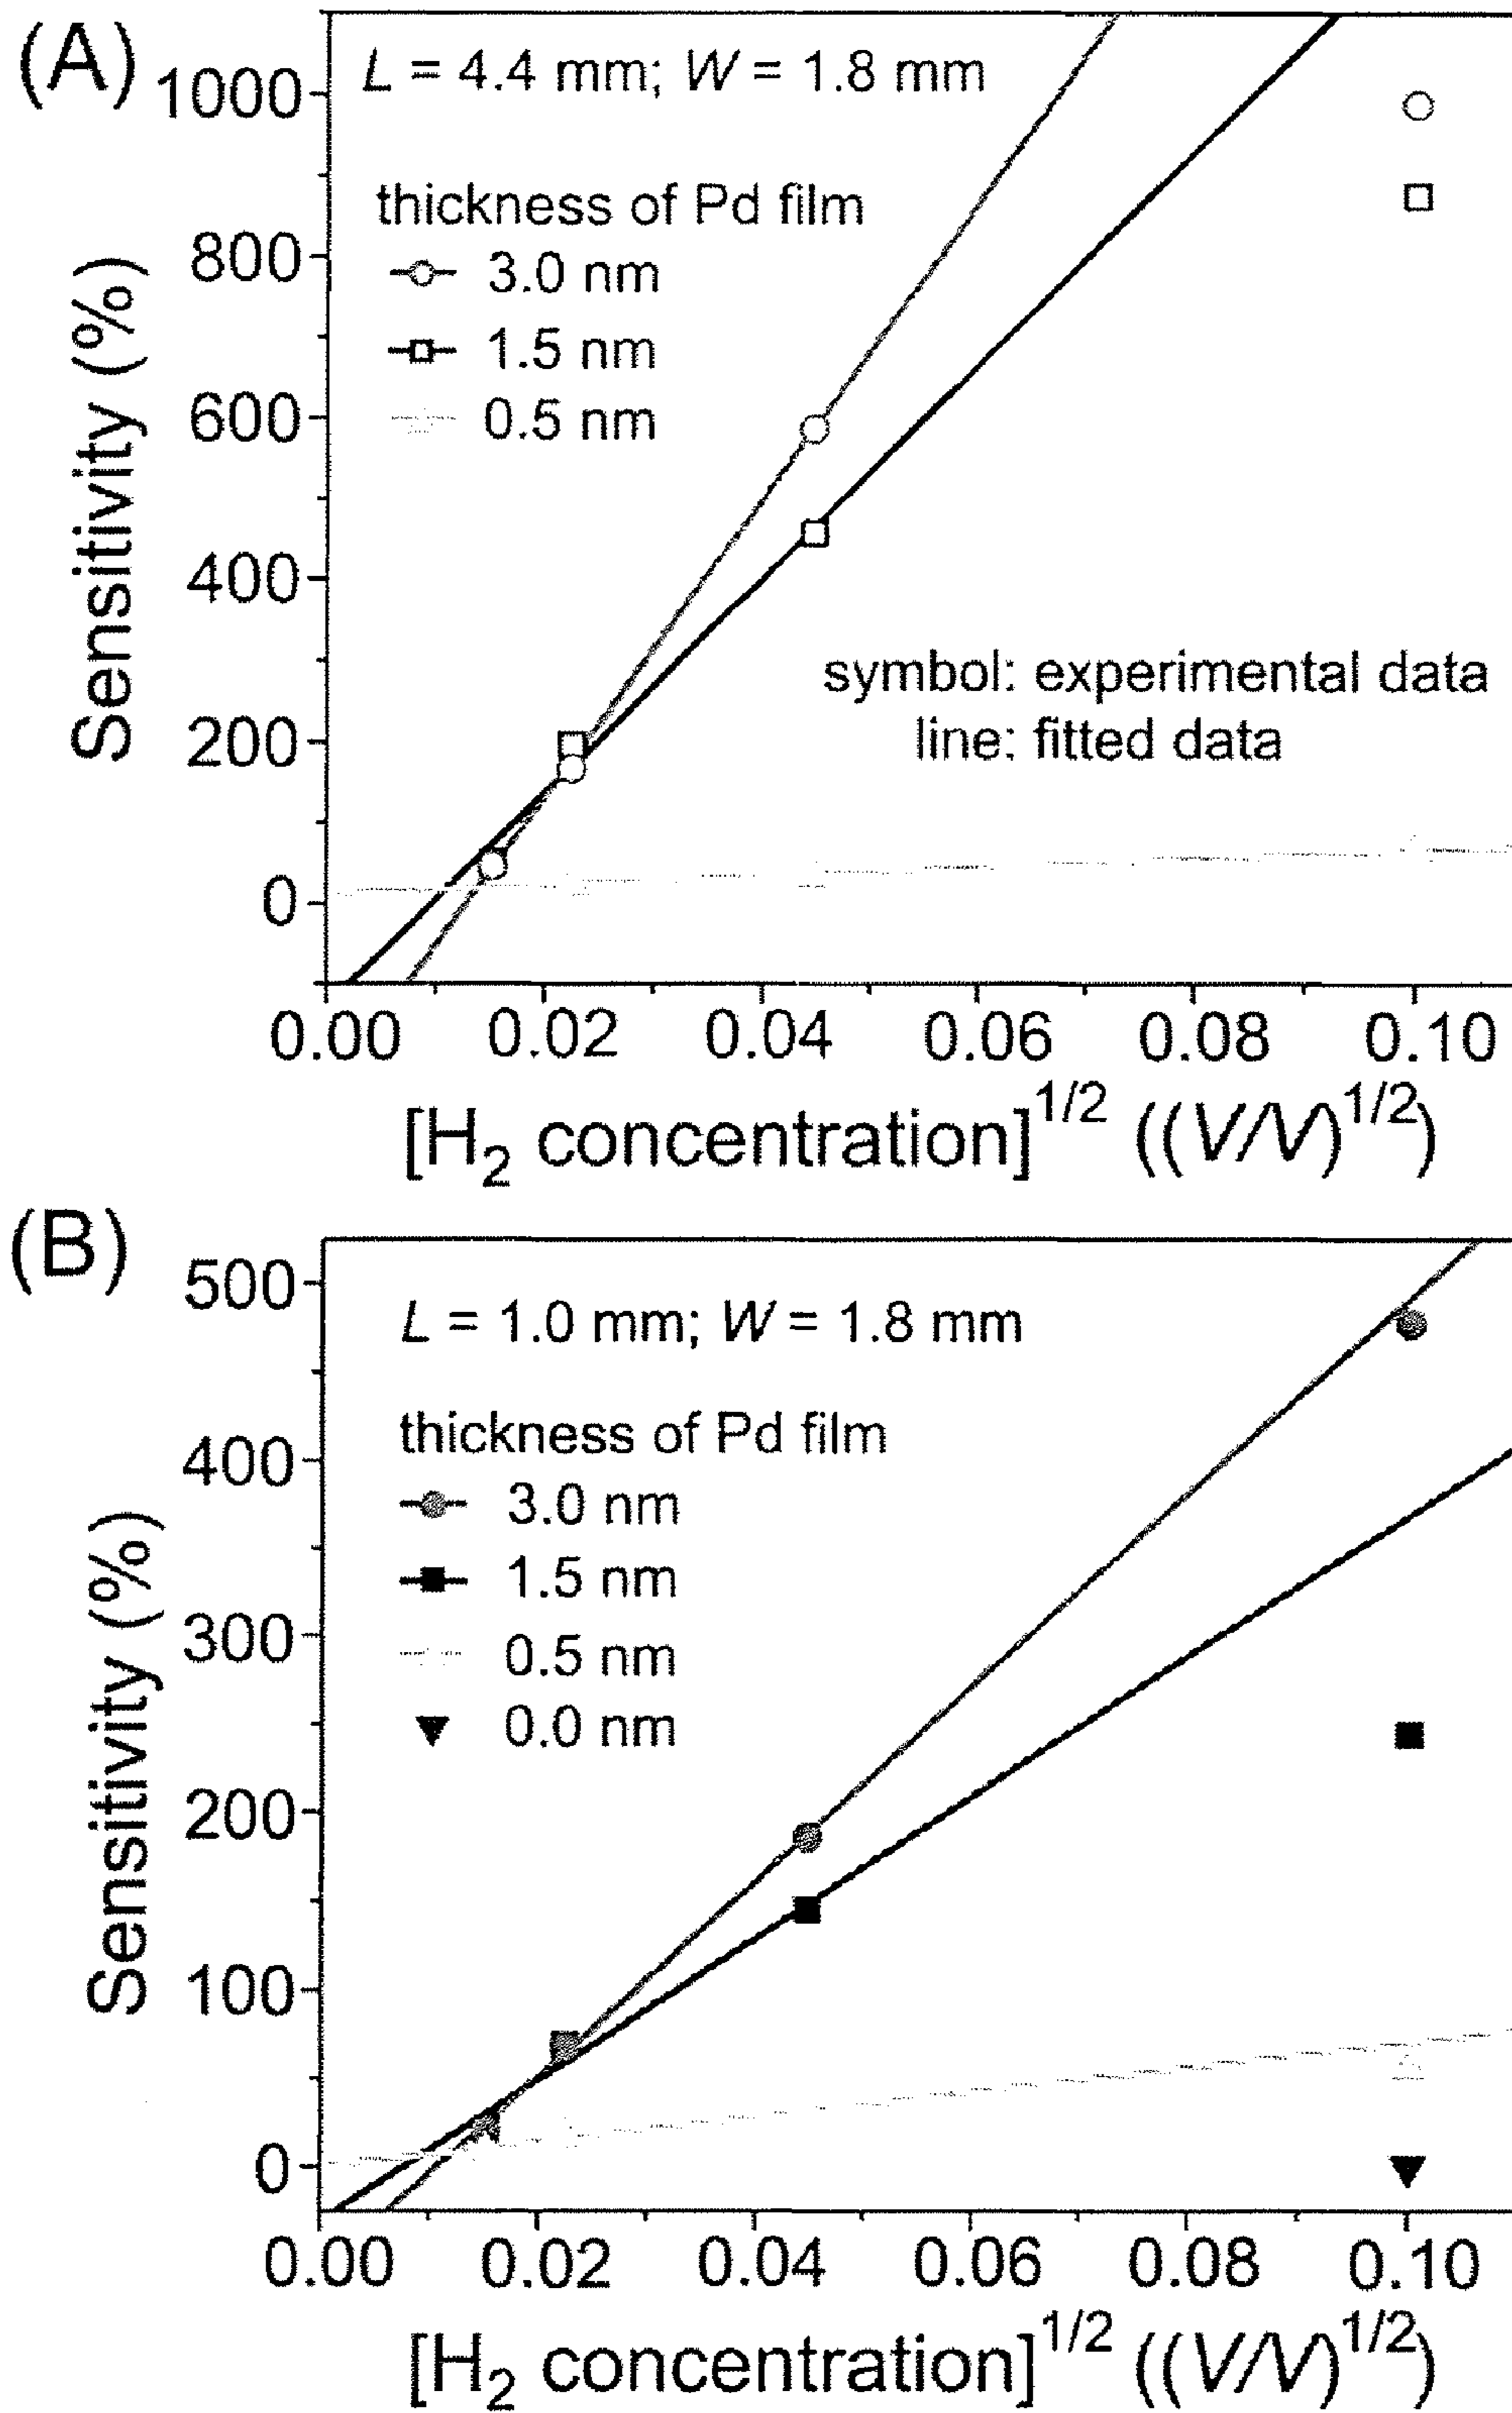 (A)
L = 4.4 mm; W = 1.8 mm
thickness of Pd film
3.0 nm
1.5 nm
0.5 nm
symbol: experimental data
line: fitted data
Sensitivity (%)
1000
800
600
400
200
0
0.00 0.02 0.04 0.06 0.08 0.10
[H₂ concentration]^1/2 ((V/V)^1/2)
(B)
L = 1.0 mm; W = 1.8 mm
thickness of Pd film
3.0 nm
1.5 nm
0.5 nm
0.0 nm
Sensitivity (%)
500
400
300
200
100
0
0.00 0.02 0.04 0.06 0.08 0.10
[H₂ concentration]^1/2 ((V/V)^1/2)